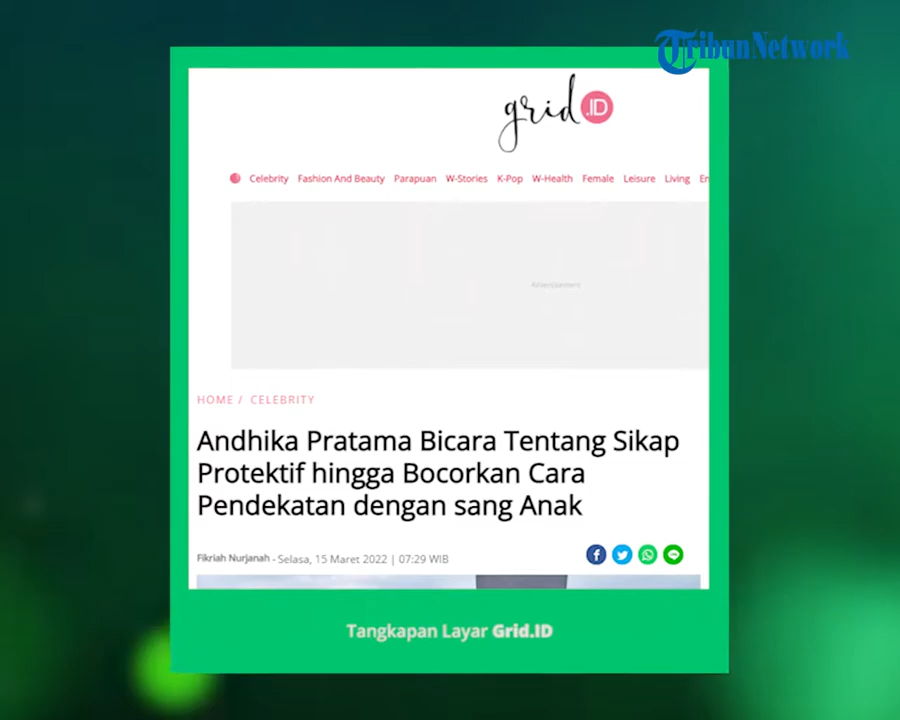 TribunNetwork
grid.ID
Celebrity Fashion And Beauty Parapuan W-Stories K-Pop W-Health Female Leisure Living En
Advertisement
HOME / CELEBRITY
Andhika Pratama Bicara Tentang Sikap
Protektif hingga Bocorkan Cara
Pendekatan dengan sang Anak
Fikriah Nurjanah - Selasa, 15 Maret 2022 | 07:29 WIB
Tangkapan Layar Grid.ID